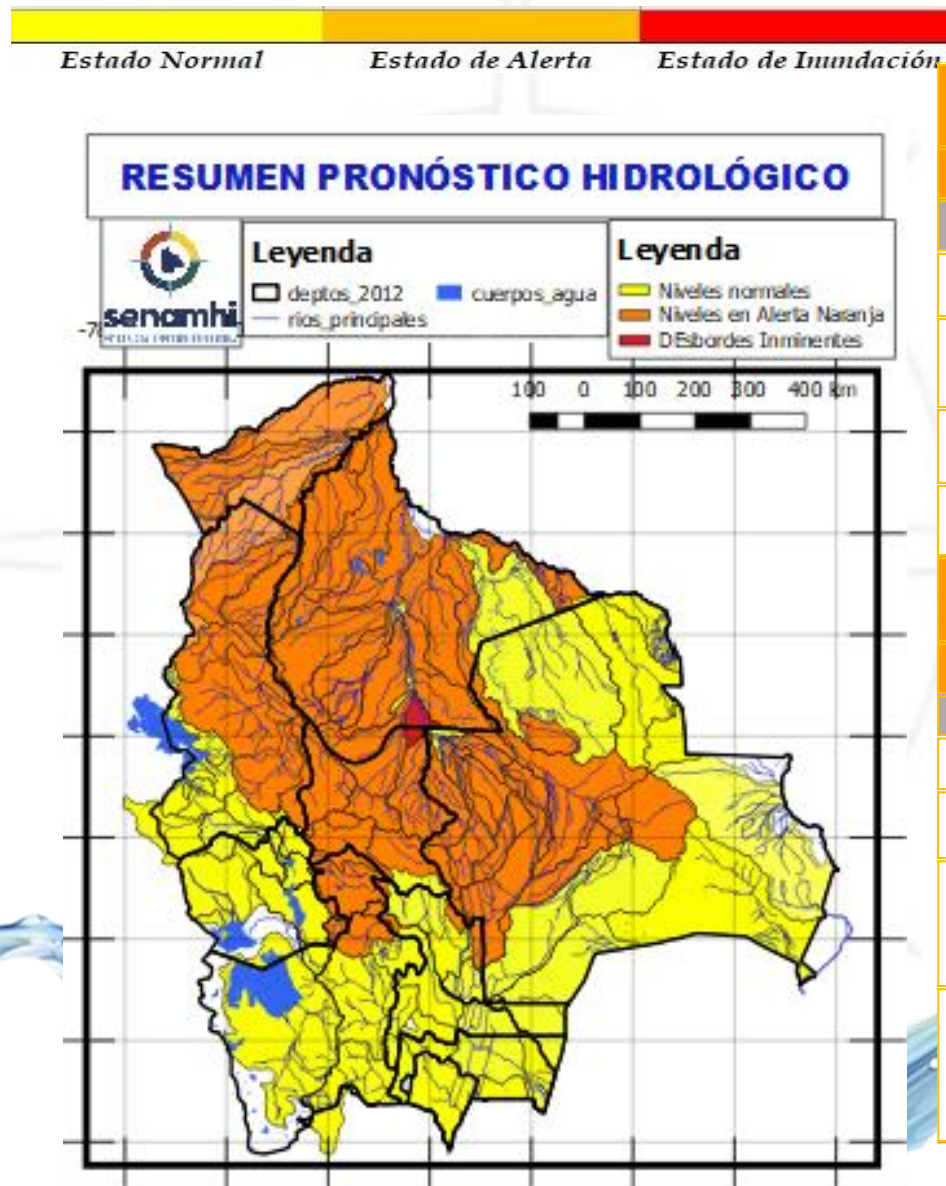 Estado Normal Estado de Alerta Estado de Inundación
RESUMEN PRONÓSTICO HIDROLÓGICO
senamhi
Leyenda
deptos_2012 cuerpos_agua
rios_principales
Leyenda
Niveles normales
Niveles en Alerta Naranja
DEsbordes Inminentes
100 0 100 200 300 400 km